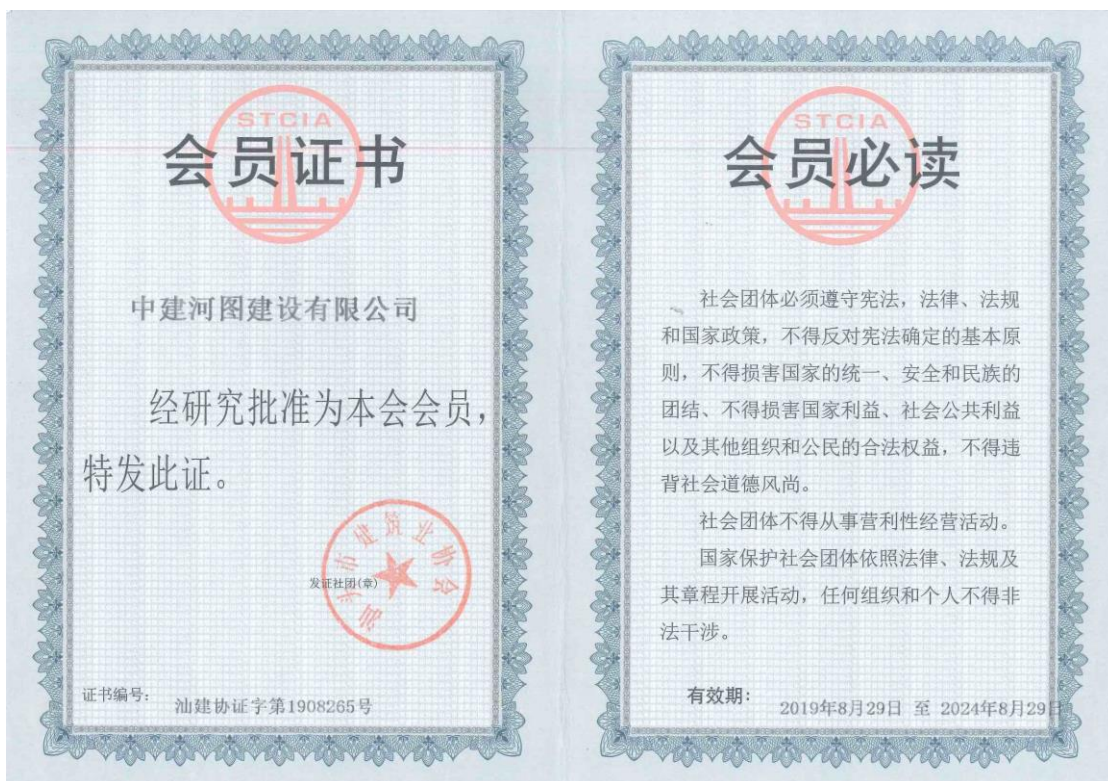 STCIA
会员证书
中建河图建设有限公司
经研究批准为本会会员，
特发此证。
汕头市建筑业协会
发证社团(章)
证书编号：
汕建协证字第1908265号
STCIA
会员必读
社会团体必须遵守宪法，法律、法规
和国家政策，不得反对宪法确定的基本原
则，不得损害国家的统一、安全和民族的
团结、不得损害国家利益、社会公共利益
以及其他组织和公民的合法权益，不得违
背社会道德风尚。
社会团体不得从事营利性经营活动。
国家保护社会团体依照法律、法规及
其章程开展活动，任何组织和个人不得非
法干涉。
有效期：
2019年8月29日 至 2024年8月29日